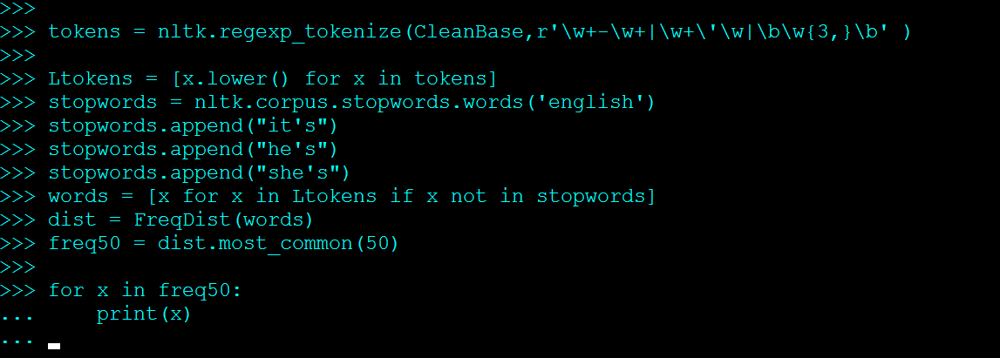 >>>
>>> tokens = nltk.regexp_tokenize(CleanBase,r'\w+-\w+|\w+\'\w|\b\w{3,}\b' )
>>>
>>> Ltokens = [x.lower() for x in tokens]
>>> stopwords = nltk.corpus.stopwords.words('english')
>>> stopwords.append("it's")
>>> stopwords.append("he's")
>>> stopwords.append("she's")
>>> words = [x for x in Ltokens if x not in stopwords]
>>> dist = FreqDist(words)
>>> freq50 = dist.most_common(50)
>>>
>>> for x in freq50:
...     print(x)
...